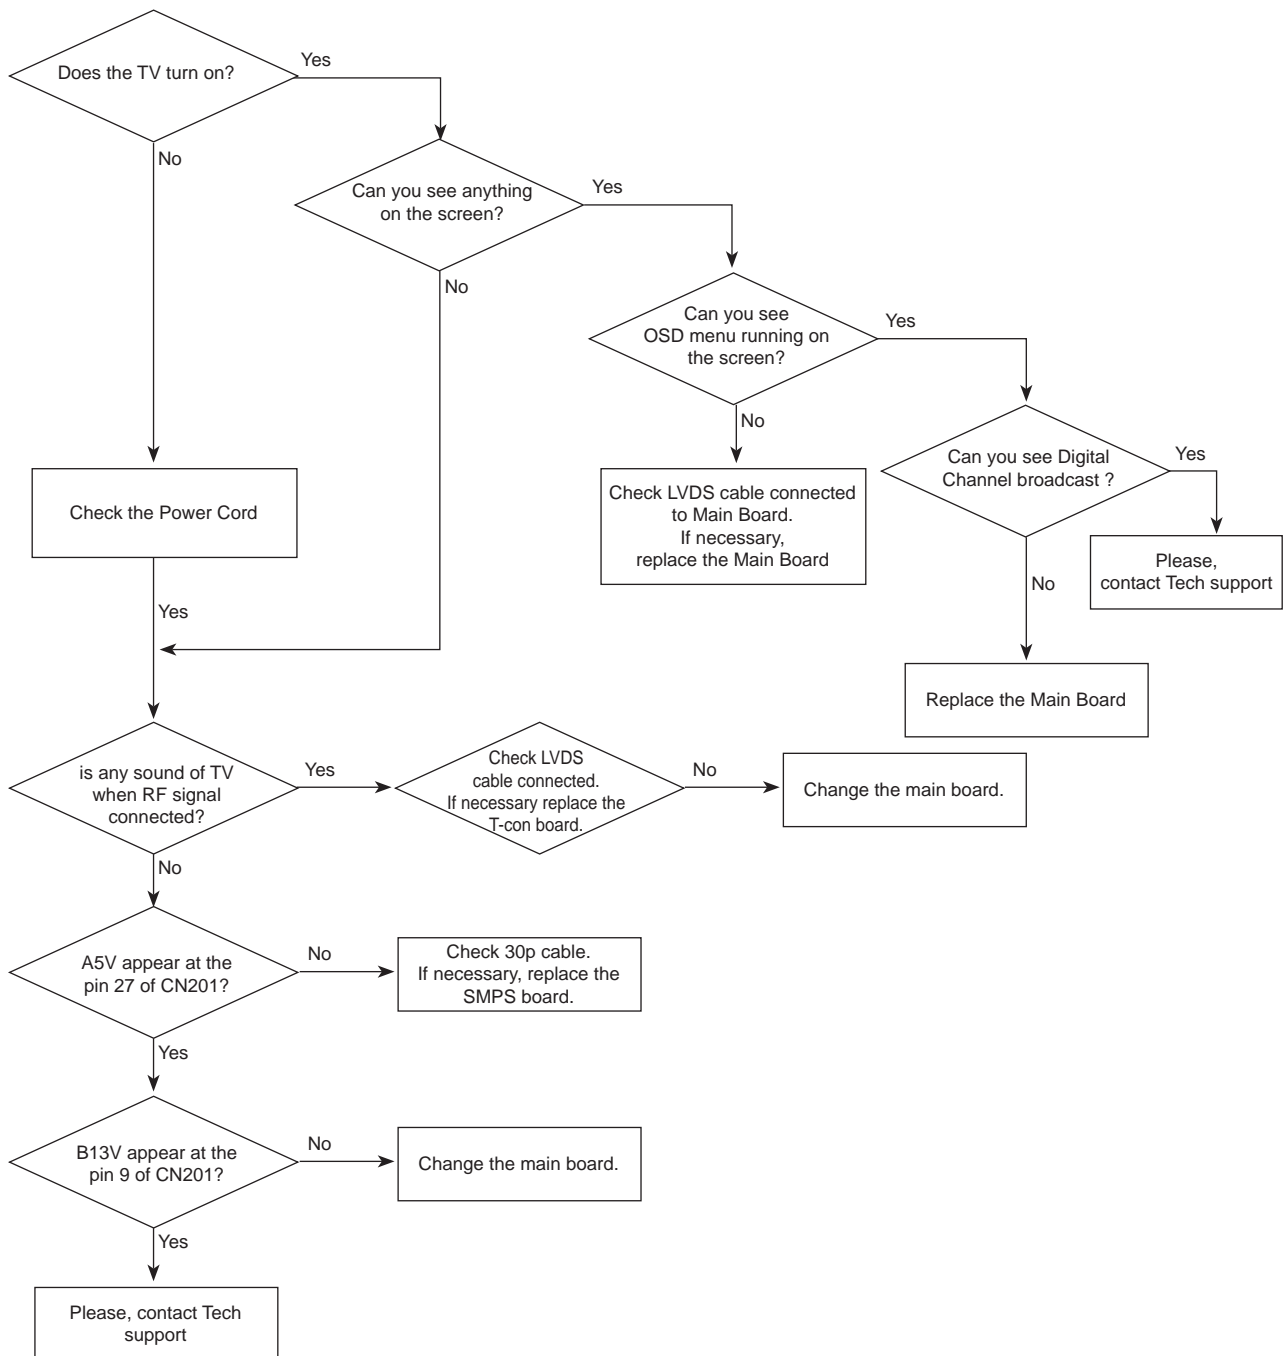 Does the TV turn on?
Yes
No
Can you see anything
on the screen?
Yes
No
Can you see
OSD menu running on
the screen?
Yes
No
Can you see Digital
Channel broadcast ?
Yes
No
Check the Power Cord
Yes
Check LVDS cable connected
to Main Board.
If necessary,
replace the Main Board
Please,
contact Tech support
Replace the Main Board
is any sound of TV
when RF signal
connected?
Yes
No
Check LVDS
cable connected.
If necessary replace the
T-con board.
No
Change the main board.
A5V appear at the
pin 27 of CN201?
No
Yes
Check 30p cable.
If necessary, replace the
SMPS board.
B13V appear at the
pin 9 of CN201?
No
Yes
Change the main board.
Please, contact Tech
support